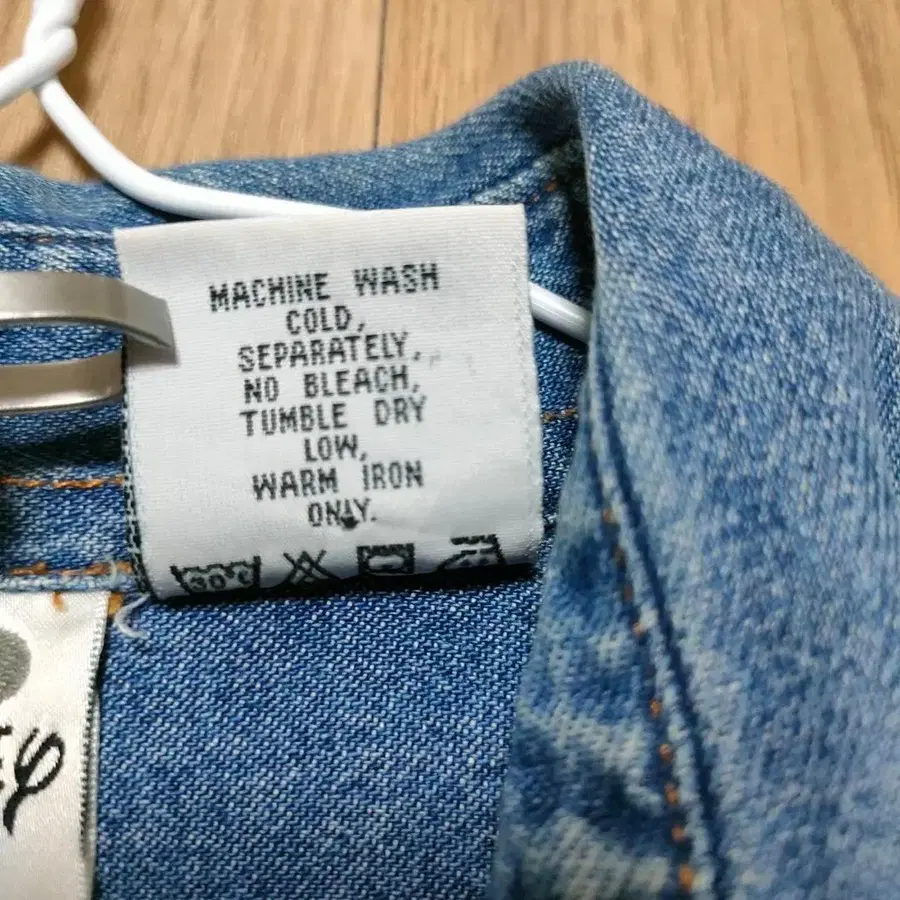 MACHINE WASH
COLD,
SEPARATELY,
NO BLEACH,
TUMBLE DRY
LOW,
WARM IRON
ONLY.
30°C